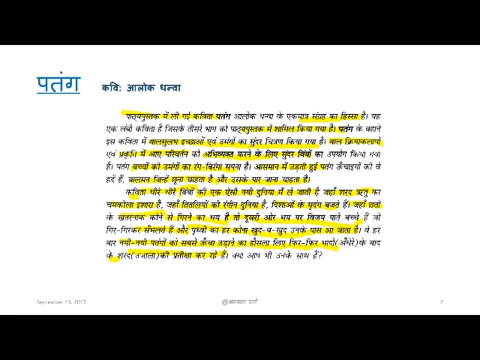 पतंग
कवि: आलोक धन्वा
पाठ्यपुस्तक में ली गई कविता पतंग आलोक धन्वा के एकमात्र संग्रह का हिस्सा है। यह
एक लंबी कविता है जिसके तीसरे भाग को पाठ्यपुस्तक में शामिल किया गया है। पतंग के बहाने
इस कविता में बालसुलभ इच्छाओं एवं उमंगों का सुंदर चित्रण किया गया है। बाल क्रियाकलापों
एवं प्रकृति में आए परिवर्तन को अभिव्यक्त करने के लिए सुंदर बिंबों का उपयोग किया गया
है। पतंग बच्चों की उमंगों का रंग-बिरंगा सपना है। आसमान में उड़ती हुई पतंग ऊँचाइयों की वे
हदें हैं, बालमन जिन्हें छूना चाहता है और उसके पार जाना चाहता है।
कविता धीरे धीरे बिंबों की एक ऐसी नयी दुनिया में ले जाती है जहाँ शरद ऋतु का
चमकीला इशारा है, जहाँ तितलियों की रंगीन दुनिया है, दिशाओं के मृदंग बजते हैं। जहाँ छतों
के खतरनाक कोने से गिरने का भय है तो दूसरी ओर भय पर विजय पाते बच्चे हैं जो
गिर-गिरकर सँभलते हैं और पृथ्वी का हर कोना खुद-ब-खुद उनके पास आ जाता है। वे हर
बार नयी-नयी पतंगों को सबसे ऊँचा उड़ाने का हौसला लिए फिर-फिर भादो(अँधेरे)के बाद
के शरद(उजाला)की प्रतीक्षा कर रहे हैं। क्या आप भी उनके साथ हैं?
September 13, 2017
2